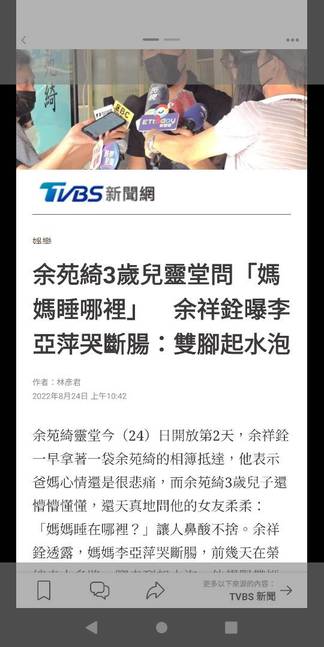 綺
民視
ETtoday
TVBS新聞網
娛樂
余苑綺3歲兒靈堂問「媽
媽睡哪裡」 余祥銓曝李
亞萍哭斷腸：雙腳起水泡
作者：林彥君
2022年8月24日 上午10:42
余苑綺靈堂今（24）日開放第2天，余祥銓
一早拿著一袋余苑綺的相簿抵達，他表示
爸媽心情還是很悲痛，而余苑綺3歲兒子還
懵懵懂懂，還天真地問他的女友柔柔：
「媽媽睡在哪裡？」讓人鼻酸不捨。余祥
銓透露，媽媽李亞萍哭斷腸，前幾天在榮
更多以下來源的內容：
TVBS 新聞